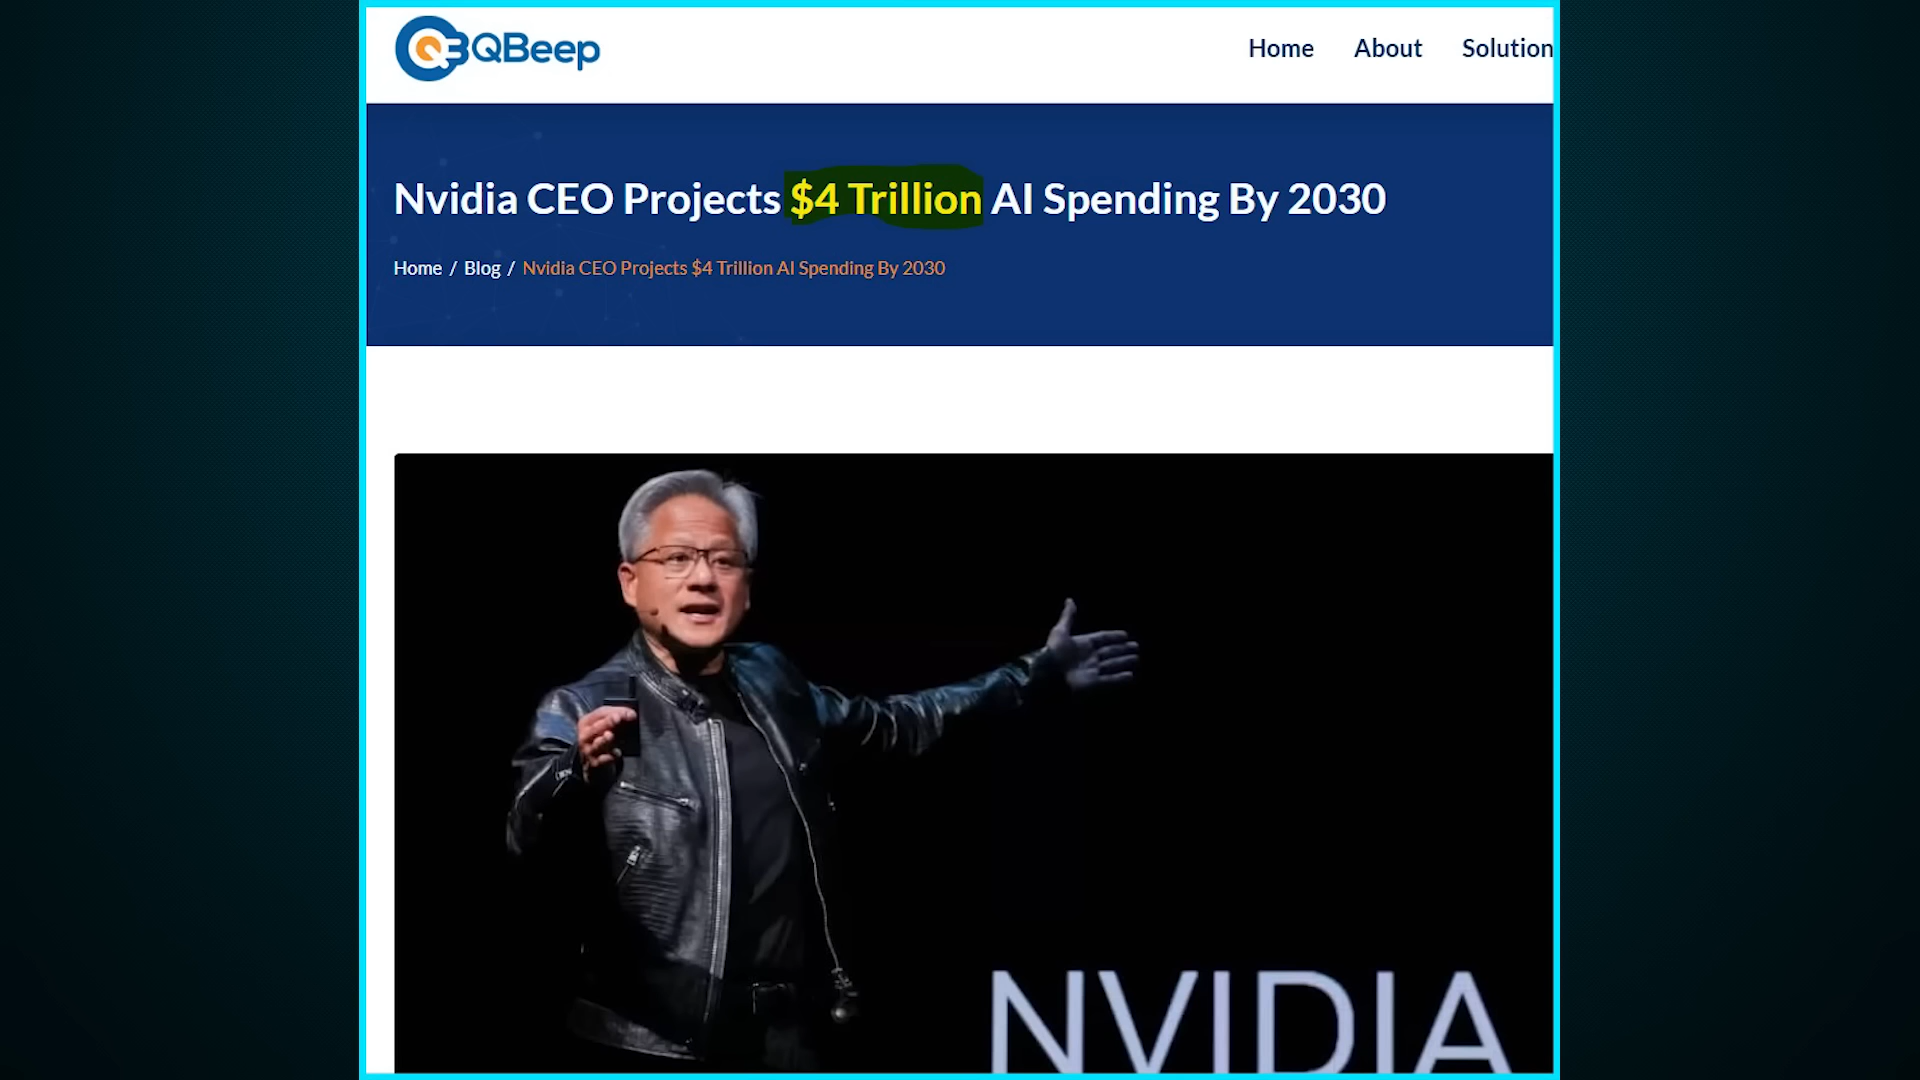 QBeep
Home About Solution
Nvidia CEO Projects $4 Trillion AI Spending By 2030
Home / Blog / Nvidia CEO Projects $4 Trillion AI Spending By 2030
NVIDIA